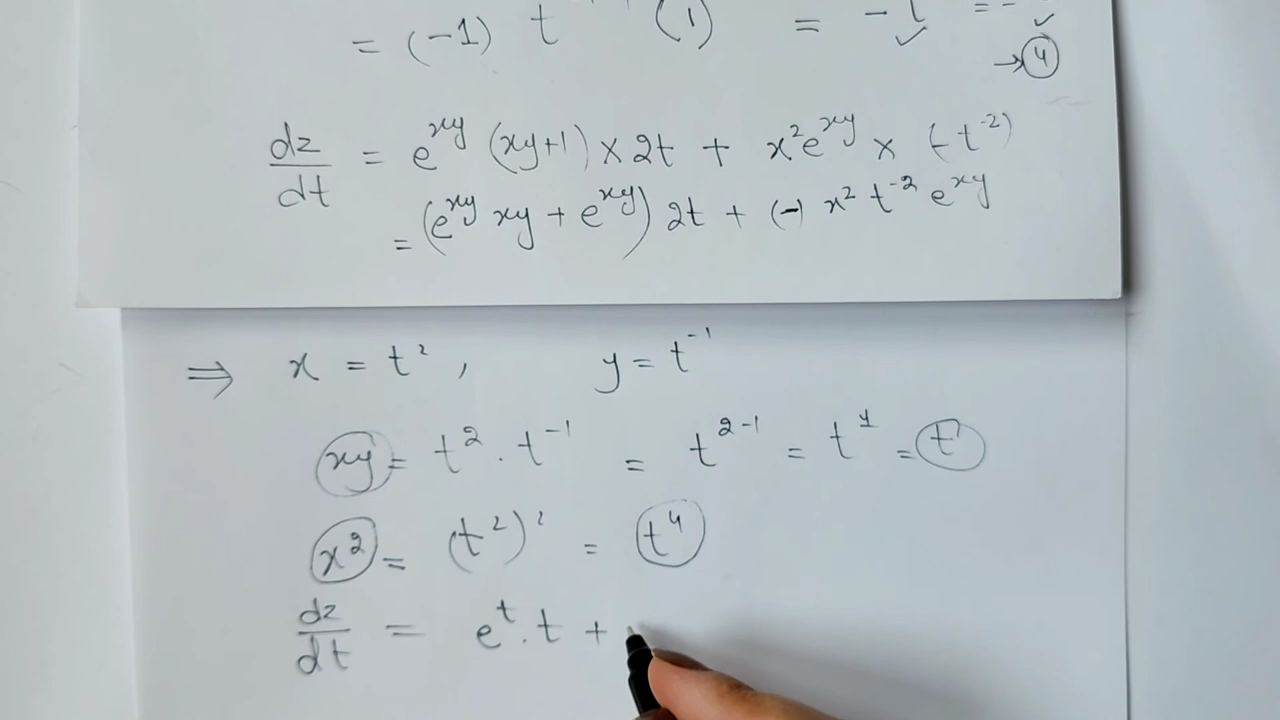 = (-1) t (1) = - = -
→ 4
dz/dt = e^{xy} (xy+1) × 2t + x²e^{xy} × (-t^{-2})
= (e^{xy} xy + e^{xy}) 2t + (-) x² t^{-2} e^{xy}
⇒ x = t², y = t^{-1}
xy = t² . t^{-1} = t^{2-1} = t^1 = t
x² = (t²)² = t⁴
dz/dt = e^t . t +